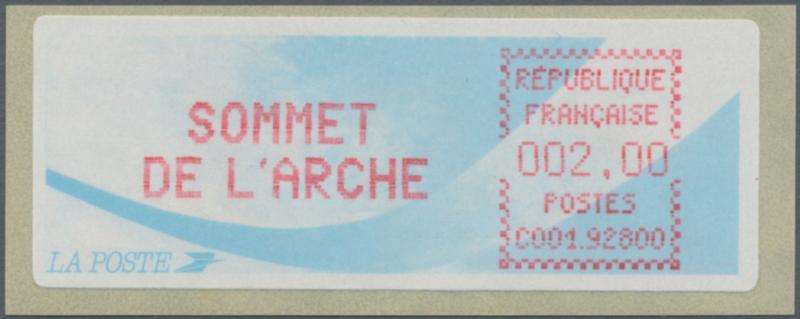 SOMMET
DE L'ARCHE
LA POSTE
RÉPUBLIQUE
FRANÇAISE
002,00
POSTES
C001.92800